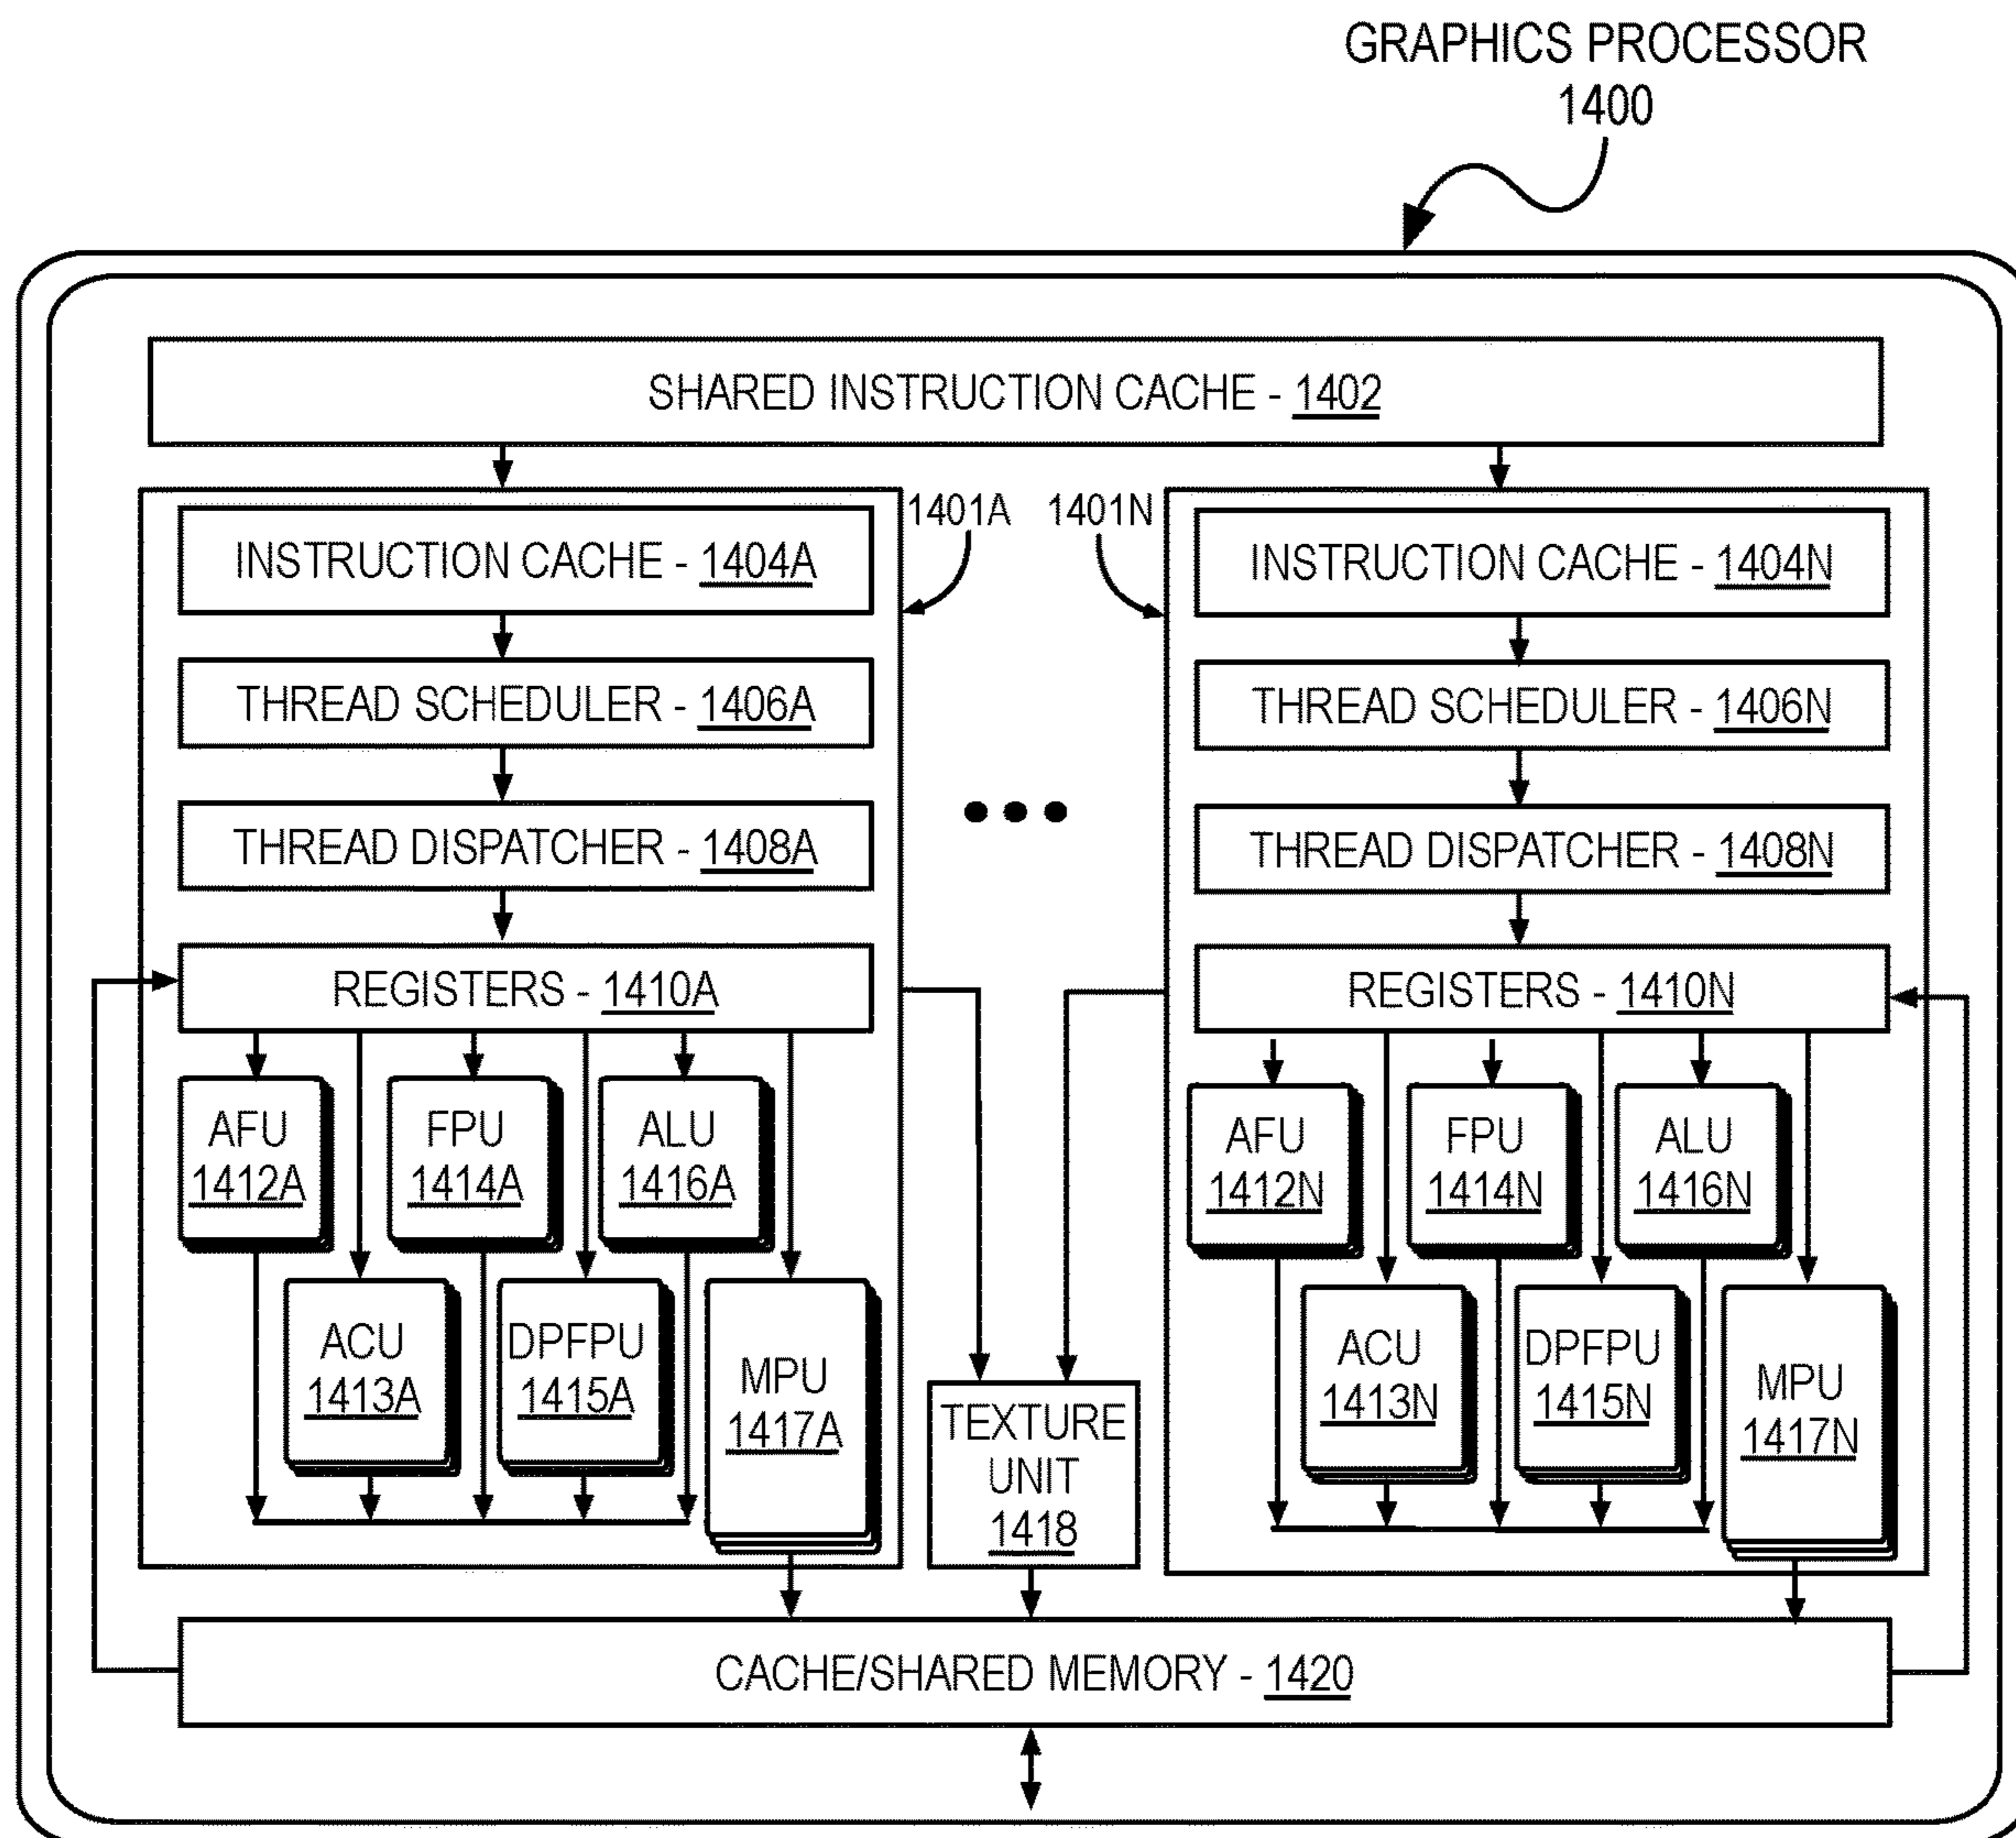 GRAPHICS PROCESSOR
1400
SHARED INSTRUCTION CACHE - 1402
1401A
1401N
INSTRUCTION CACHE - 1404A
THREAD SCHEDULER - 1406A
THREAD DISPATCHER - 1408A
REGISTERS - 1410A
AFU
1412A
FPU
1414A
ALU
1416A
ACU
1413A
DPFPU
1415A
MPU
1417A
INSTRUCTION CACHE - 1404N
THREAD SCHEDULER - 1406N
THREAD DISPATCHER - 1408N
REGISTERS - 1410N
AFU
1412N
FPU
1414N
ALU
1416N
ACU
1413N
DPFPU
1415N
MPU
1417N
TEXTURE
UNIT
1418
CACHE/SHARED MEMORY - 1420